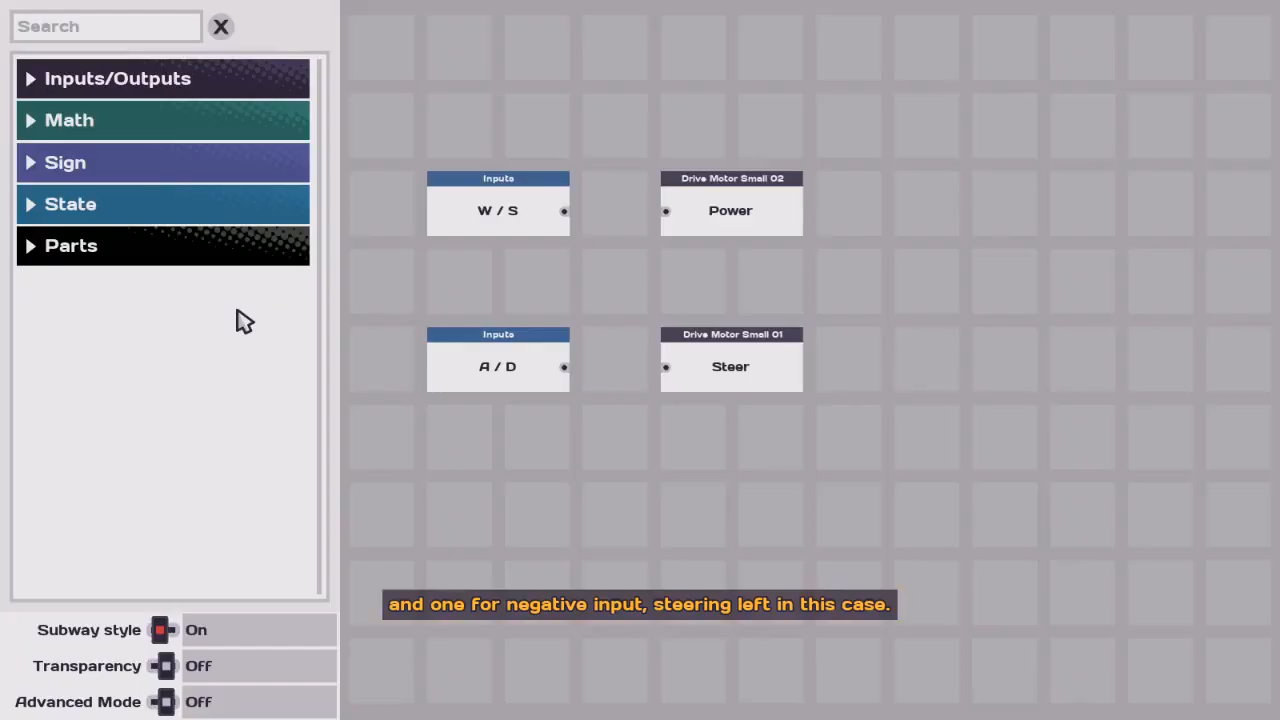 Search
X
Inputs/Outputs
Math
Sign
State
Parts
Inputs
W / S
Drive Motor Small 02
Power
Inputs
A / D
Drive Motor Small 01
Steer
and one for negative input, steering left in this case.
Subway style On
Transparency Off
Advanced Mode Off